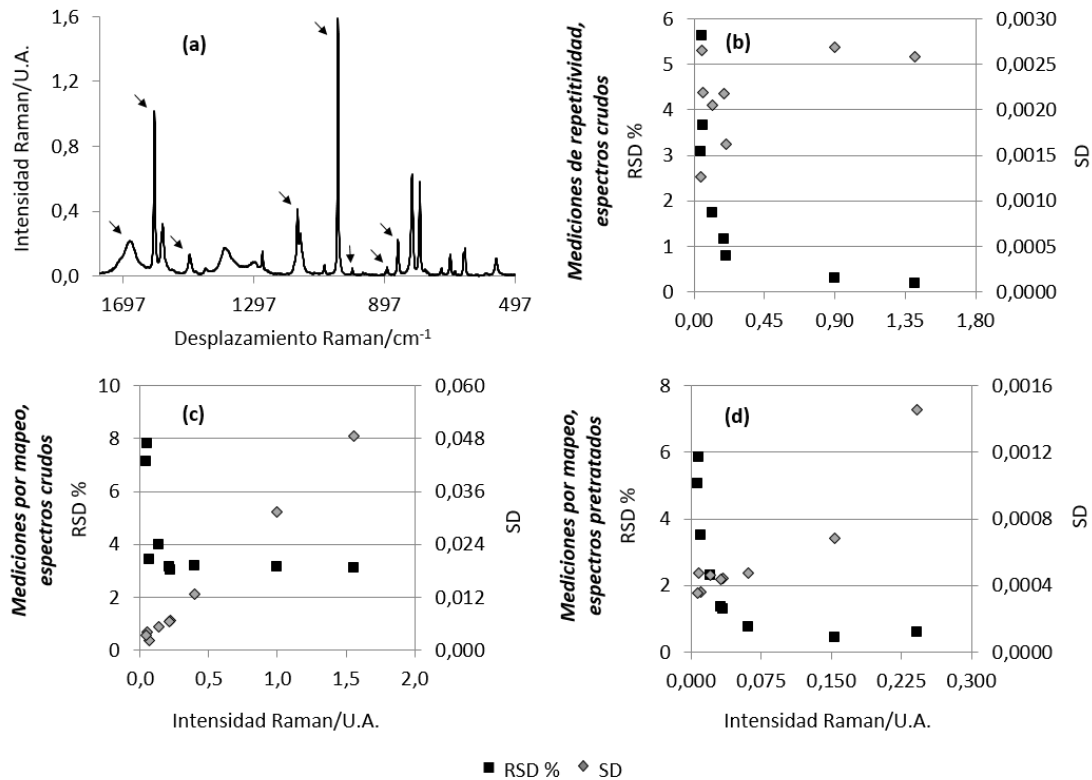 (a)
Intensidad Raman/U.A.
1,6
1,2
0,8
0,4
0,0
1697
1297
897
497
Desplazamiento Raman/cm⁻¹
(b)
Mediciones de repetitividad,
espectros crudos
RSD %
6
5
4
3
2
1
0
SD
0,0030
0,0025
0,0020
0,0015
0,0010
0,0005
0,0000
0,00
0,45
0,90
1,35
1,80
(c)
Mediciones por mapeo,
espectros crudos
RSD %
10
8
6
4
2
0
SD
0,060
0,048
0,036
0,024
0,012
0,000
0,0
0,5
1,0
1,5
2,0
Intensidad Raman/U.A.
(d)
Mediciones por mapeo,
espectros pretratados
RSD %
8
6
4
2
0
SD
0,0016
0,0012
0,0008
0,0004
0,0000
0,000
0,075
0,150
0,225
0,300
Intensidad Raman/U.A.
RSD %
SD